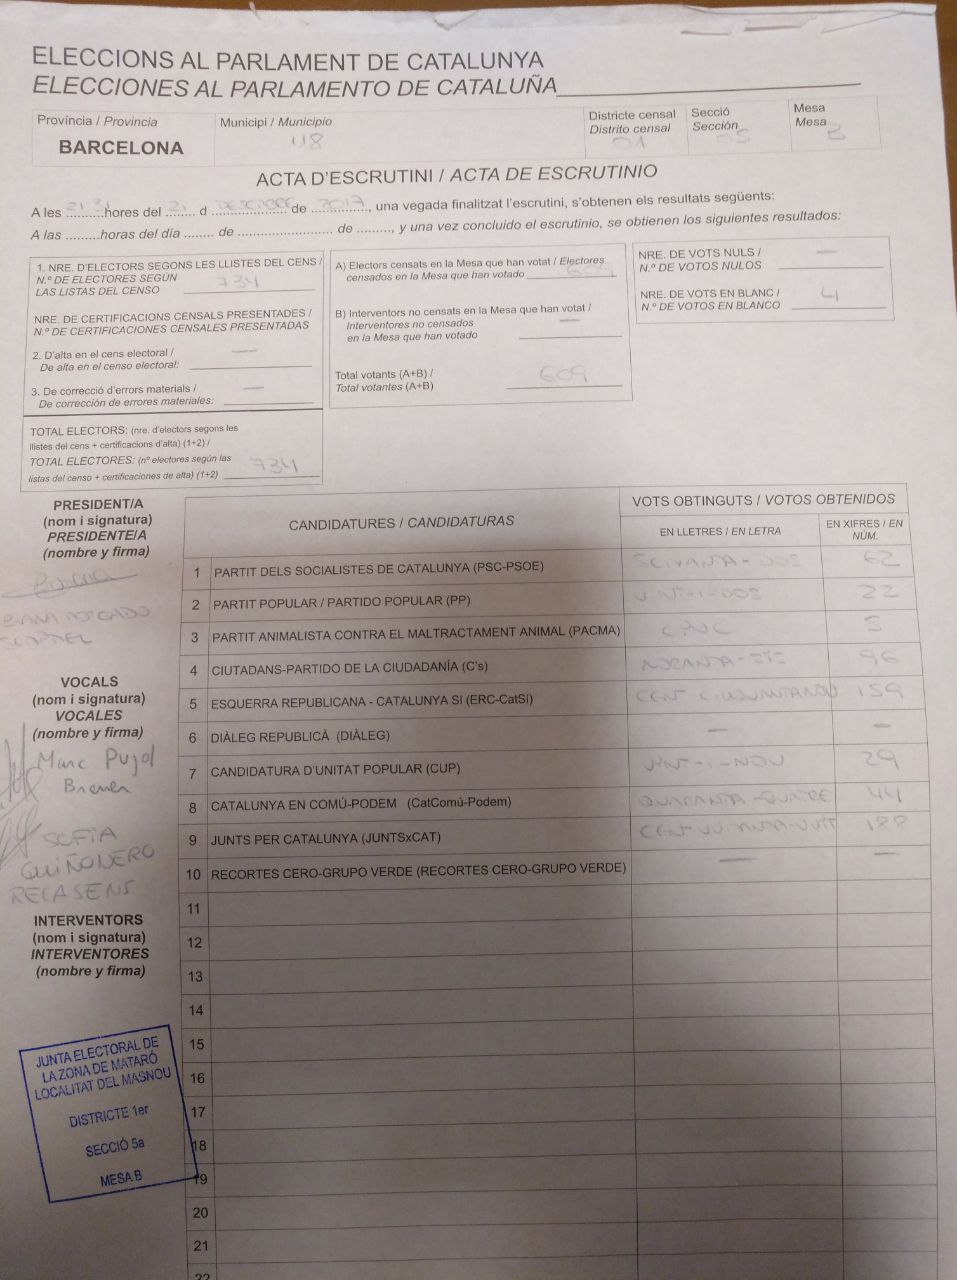 ELECCIONS AL PARLAMENT DE CATALUNYA
ELECCIONES AL PARLAMENTO DE CATALUÑA
Província / Provincia
BARCELONA
Municipi / Municipio
118
Districte censal
Distrito censal
01
Secció
Sección
05
Mesa
Mesa
B
ACTA D'ESCRUTINI / ACTA DE ESCRUTINIO
A les 21:31 hores del 21 d DESEMBRE de 2017, una vegada finalitzat l'escrutini, s'obtenen els resultats següents:
A las ......... horas del día ........ de .......................... de .........., y una vez concluido el escrutinio, se obtienen los siguientes resultados:
1. NRE. D'ELECTORS SEGONS LES LLISTES DEL CENS /
N.º DE ELECTORES SEGÚN
LAS LISTAS DEL CENSO 734
NRE. DE CERTIFICACIONS CENSALS PRESENTADES /
N.º DE CERTIFICACIONES CENSALES PRESENTADAS
2. D'alta en el cens electoral /
De alta en el censo electoral: —
3. De correcció d'errors materials /
De corrección de errores materiales: —
TOTAL ELECTORS: (nre. d'electors segons les
llistes del cens + certificacions d'alta) (1+2) /
TOTAL ELECTORES: (nº electores según las
listas del censo + certificaciones de alta) (1+2) 734
A) Electors censats en la Mesa que han votat / Electores
censados en la Mesa que han votado 609
B) Interventors no censats en la Mesa que han votat /
Interventores no censados
en la Mesa que han votado —
Total votants (A+B) /
Total votantes (A+B) 609
NRE. DE VOTS NULS /
N.º DE VOTOS NULOS —
NRE. DE VOTS EN BLANC /
N.º DE VOTOS EN BLANCO 4
PRESIDENT/A
(nom i signatura)
PRESIDENTE/A
(nombre y firma)
VOCALS
(nom i signatura)
VOCALES
(nombre y firma)
Marc Pujol
SOFÍA
QUIÑONERO
RECASENS
INTERVENTORS
(nom i signatura)
INTERVENTORES
(nombre y firma)
JUNTA ELECTORAL DE
LA ZONA DE MATARÓ
LOCALITAT DEL MASNOU
DISTRICTE 1er
SECCIÓ 5a
MESA B
CANDIDATURES / CANDIDATURAS
VOTS OBTINGUTS / VOTOS OBTENIDOS
EN LLETRES / EN LETRA
EN XIFRES / EN
NÚM.
1 PARTIT DELS SOCIALISTES DE CATALUNYA (PSC-PSOE) SEIXANTA-DOS 62
2 PARTIT POPULAR / PARTIDO POPULAR (PP) VINT-I-DOS 22
3 PARTIT ANIMALISTA CONTRA EL MALTRACTAMENT ANIMAL (PACMA) CINC 5
4 CIUTADANS-PARTIDO DE LA CIUDADANÍA (C's) NORANTA-SIS 96
5 ESQUERRA REPUBLICANA - CATALUNYA SI (ERC-CatSí) CENT CINQUANTANOU 159
6 DIÀLEG REPUBLICÀ (DIÀLEG) — —
7 CANDIDATURA D'UNITAT POPULAR (CUP) VINT-I-NOU 29
8 CATALUNYA EN COMÚ-PODEM (CatComú-Podem) QUARANTA-QUATRE 44
9 JUNTS PER CATALUNYA (JUNTSxCAT) CENT VUITANTA-VUIT 188
10 RECORTES CERO-GRUPO VERDE (RECORTES CERO-GRUPO VERDE) — —
11
12
13
14
15
16
17
18
19
20
21
22